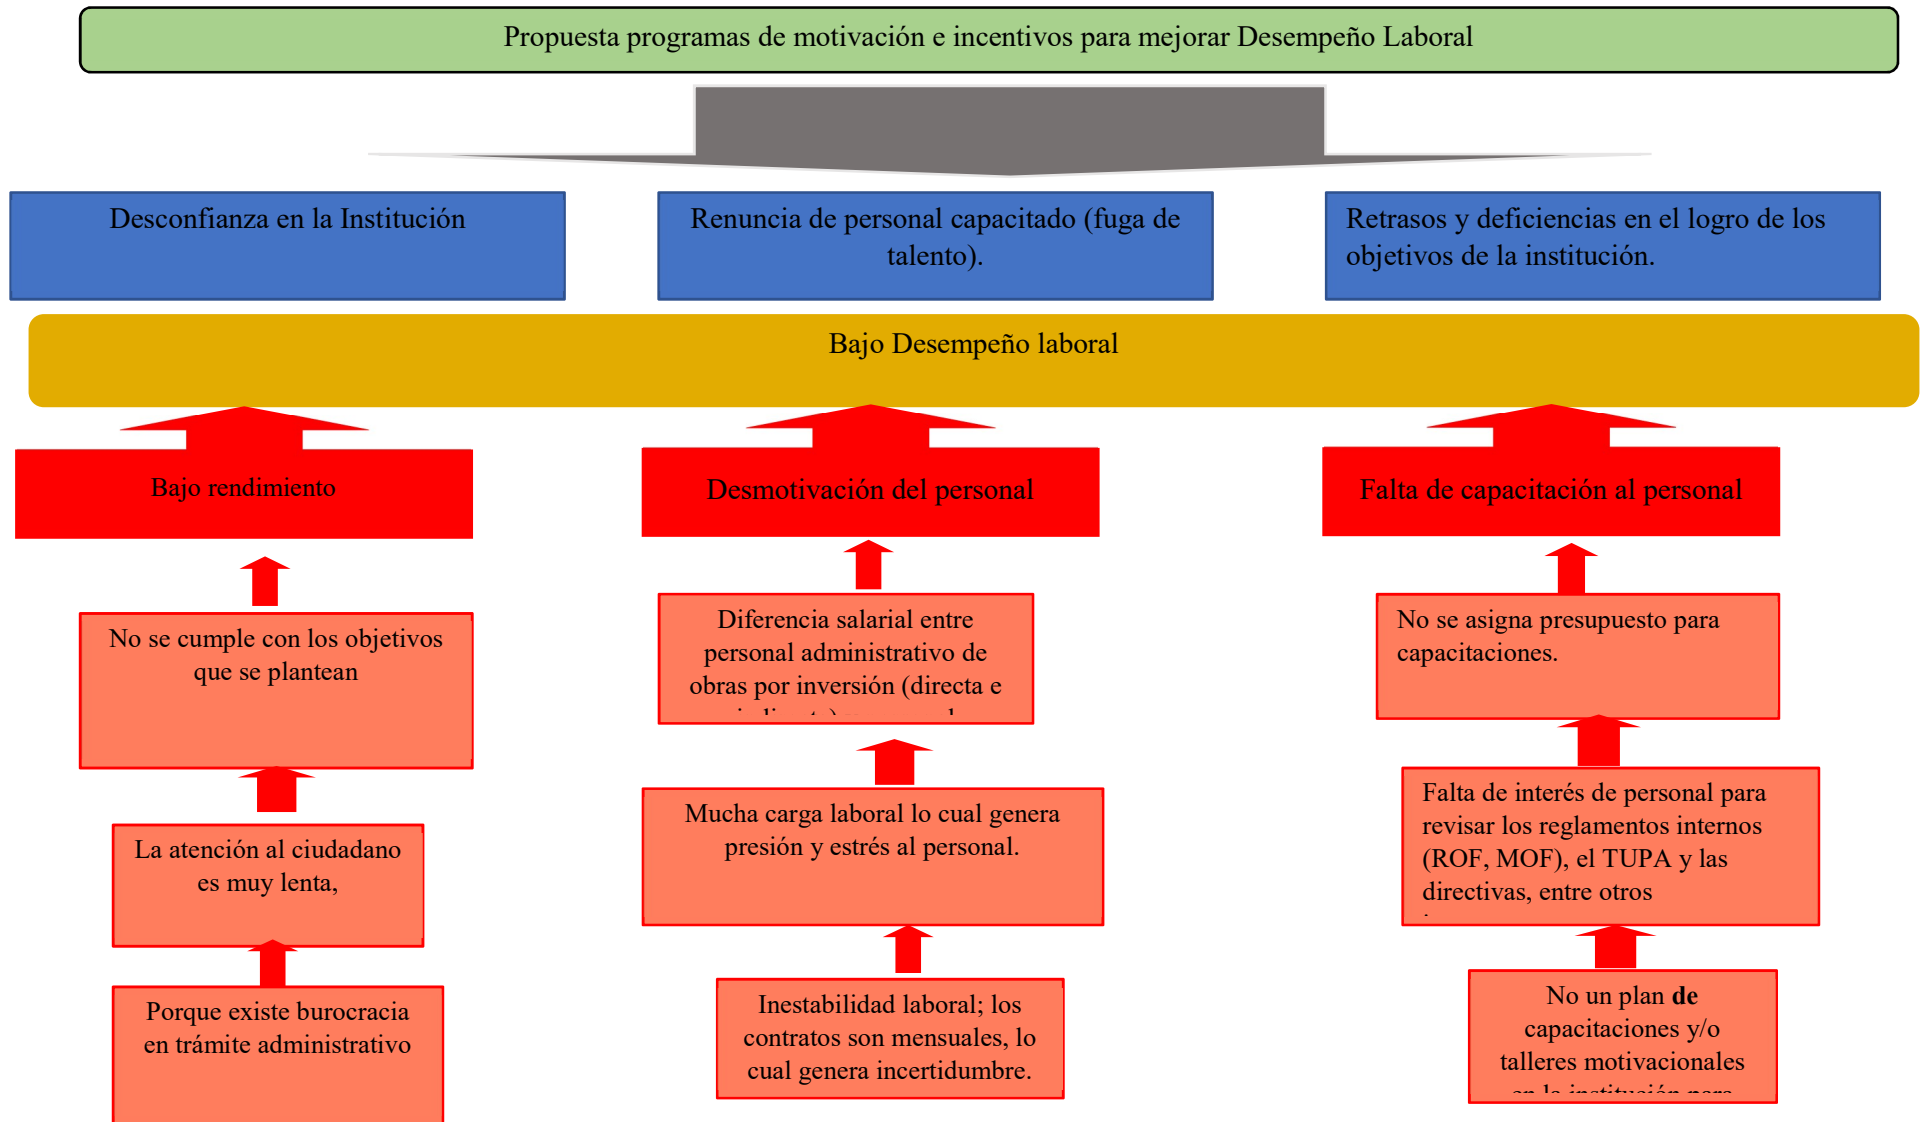 Propuesta programas de motivación e incentivos para mejorar Desempeño Laboral
Desconfianza en la Institución
Renuncia de personal capacitado (fuga de
talento).
Retrasos y deficiencias en el logro de los
objetivos de la institución.
Bajo Desempeño laboral
Bajo rendimiento
Desmotivación del personal
Falta de capacitación al personal
No se cumple con los objetivos
que se plantean
Diferencia salarial entre
personal administrativo de
obras por inversión (directa e
No se asigna presupuesto para
capacitaciones.
La atención al ciudadano
es muy lenta,
Mucha carga laboral lo cual genera
presión y estrés al personal.
Falta de interés de personal para
revisar los reglamentos internos
(ROF, MOF), el TUPA y las
directivas, entre otros
Porque existe burocracia
en trámite administrativo
Inestabilidad laboral; los
contratos son mensuales, lo
cual genera incertidumbre.
No un plan de
capacitaciones y/o
talleres motivacionales
en la institución para